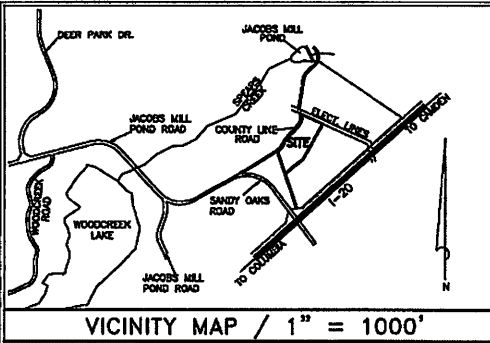 DEER PARK DR.
JACOBS MILL
POND
SPEARS
CREEK
JACOBS MILL
POND ROAD
COUNTY LINE
ROAD
ELECT. LINES
TO CAMDEN
SITE
I-20
WOODCREEK
ROAD
WOODCREEK
LAKE
SANDY OAKS
ROAD
JACOBS MILL
POND ROAD
TO COLUMBIA
N
VICINITY MAP / 1" = 1000'